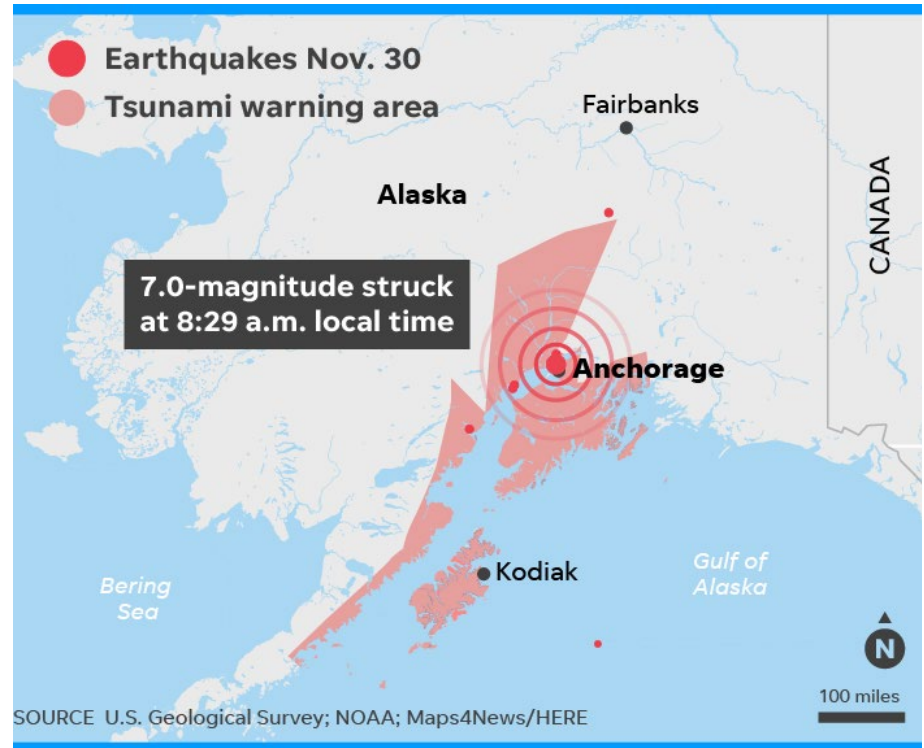 Earthquakes Nov. 30
Tsunami warning area
Fairbanks
Alaska
CANADA
7.0-magnitude struck
at 8:29 a.m. local time
Anchorage
Kodiak
Bering
Sea
Gulf of
Alaska
N
100 miles
SOURCE U.S. Geological Survey; NOAA; Maps4News/HERE